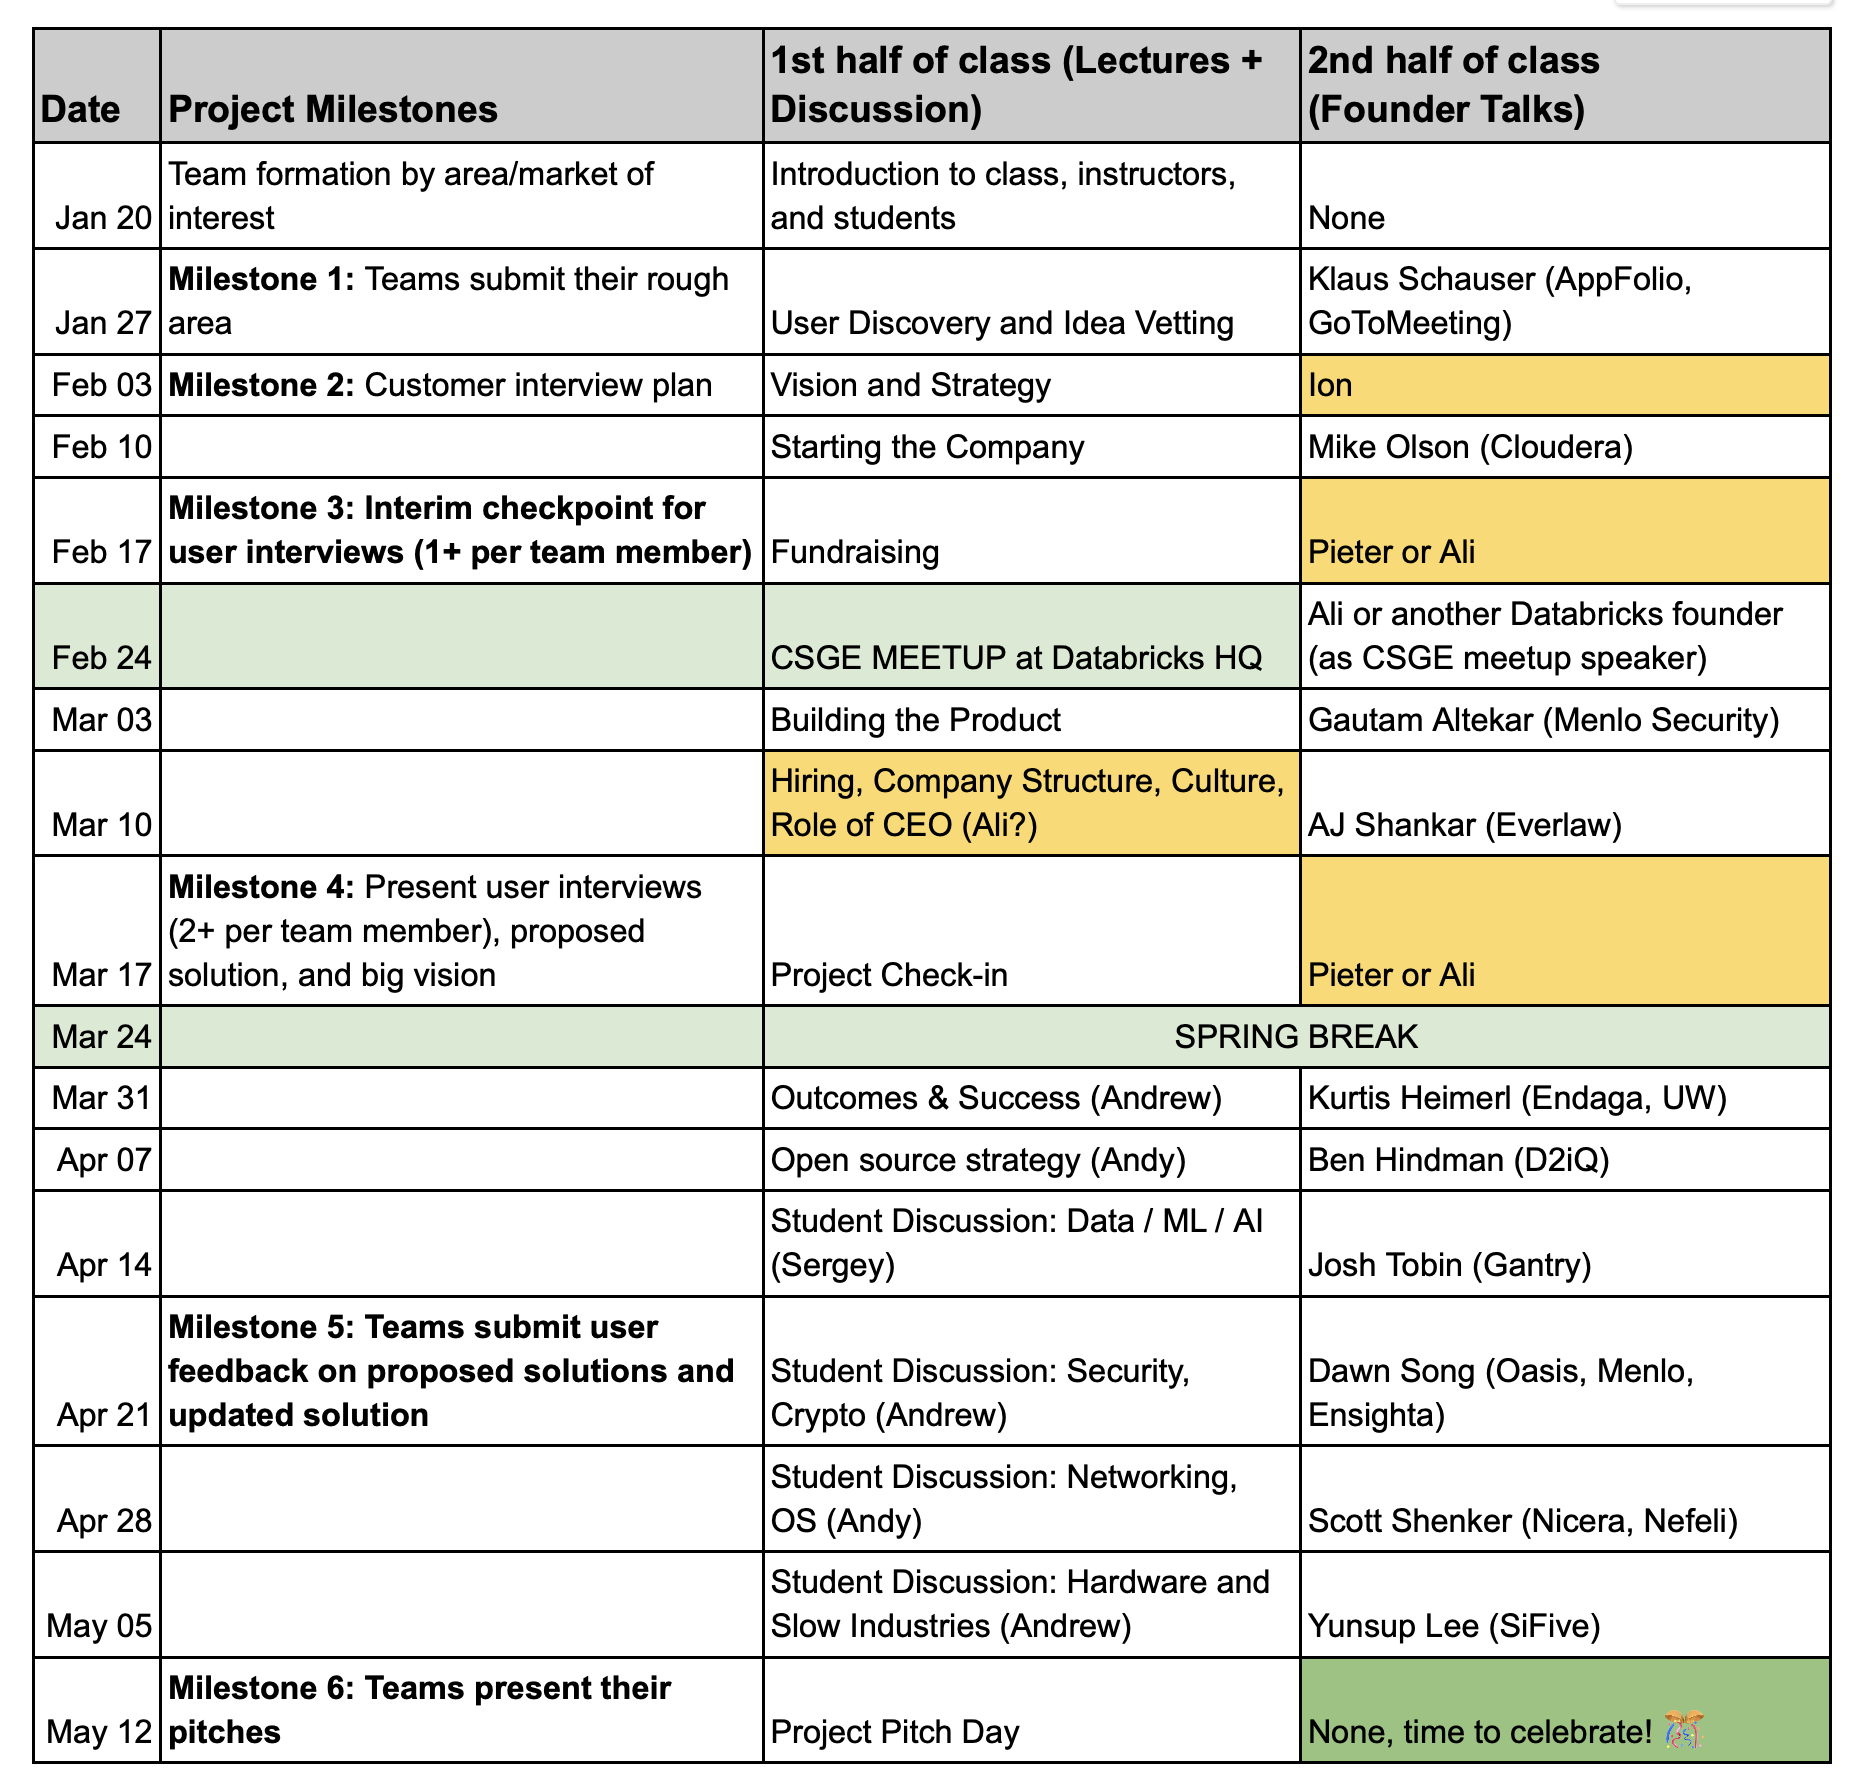 Date
Project Milestones
1st half of class (Lectures +
Discussion)
2nd half of class
(Founder Talks)
Jan 20
Team formation by area/market of
interest
Introduction to class, instructors,
and students
None
Jan 27
Milestone 1: Teams submit their rough
area
User Discovery and Idea Vetting
Klaus Schauser (AppFolio,
GoToMeeting)
Feb 03
Milestone 2: Customer interview plan
Vision and Strategy
Ion
Feb 10
Starting the Company
Mike Olson (Cloudera)
Feb 17
Milestone 3: Interim checkpoint for
user interviews (1+ per team member)
Fundraising
Pieter or Ali
Feb 24
CSGE MEETUP at Databricks HQ
Ali or another Databricks founder
(as CSGE meetup speaker)
Mar 03
Building the Product
Gautam Altekar (Menlo Security)
Mar 10
Hiring, Company Structure, Culture,
Role of CEO (Ali?)
AJ Shankar (Everlaw)
Mar 17
Milestone 4: Present user interviews
(2+ per team member), proposed
solution, and big vision
Project Check-in
Pieter or Ali
Mar 24
SPRING BREAK
Mar 31
Outcomes & Success (Andrew)
Kurtis Heimerl (Endaga, UW)
Apr 07
Open source strategy (Andy)
Ben Hindman (D2iQ)
Apr 14
Student Discussion: Data / ML / AI
(Sergey)
Josh Tobin (Gantry)
Apr 21
Milestone 5: Teams submit user
feedback on proposed solutions and
updated solution
Student Discussion: Security,
Crypto (Andrew)
Dawn Song (Oasis, Menlo,
Ensighta)
Apr 28
Student Discussion: Networking,
OS (Andy)
Scott Shenker (Nicera, Nefeli)
May 05
Student Discussion: Hardware and
Slow Industries (Andrew)
Yunsup Lee (SiFive)
May 12
Milestone 6: Teams present their
pitches
Project Pitch Day
None, time to celebrate! 🎊